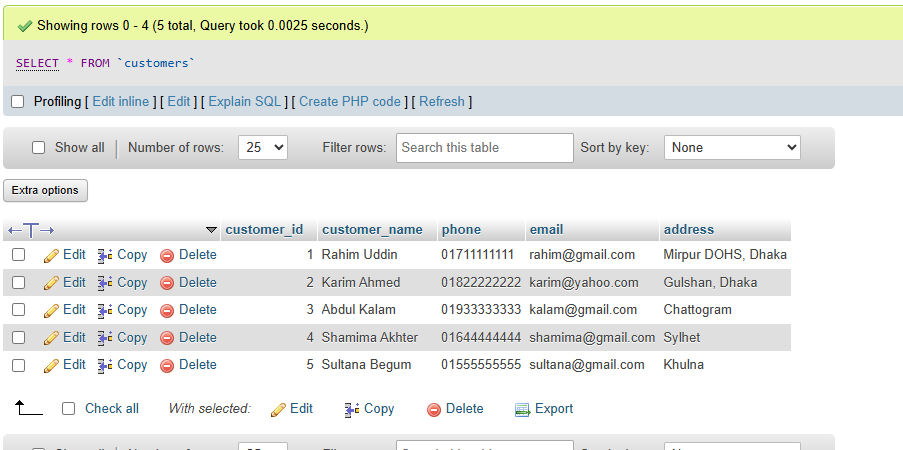 Showing rows 0 - 4 (5 total, Query took 0.0025 seconds.)
SELECT * FROM `customers`
Profiling [ Edit inline ] [ Edit ] [ Explain SQL ] [ Create PHP code ] [ Refresh ]
Show all | Number of rows: 25 Filter rows: Search this table Sort by key: None
Extra options
customer_id customer_name phone email address
Edit Copy Delete 1 Rahim Uddin 01711111111 rahim@gmail.com Mirpur DOHS, Dhaka
Edit Copy Delete 2 Karim Ahmed 01822222222 karim@yahoo.com Gulshan, Dhaka
Edit Copy Delete 3 Abdul Kalam 01933333333 kalam@gmail.com Chattogram
Edit Copy Delete 4 Shamima Akhter 01644444444 shamima@gmail.com Sylhet
Edit Copy Delete 5 Sultana Begum 01555555555 sultana@gmail.com Khulna
Check all With selected: Edit Copy Delete Export